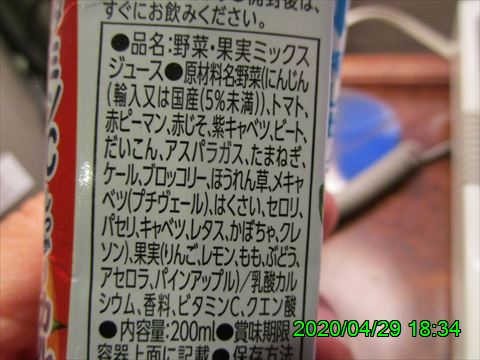 すぐにお飲みください。
●品名:野菜・果実ミックス
ジュース●原材料名野菜(にんじん
(輸入又は国産(5%未満))、トマト、
赤ピーマン、赤じそ、紫キャベツ、ビート、
だいこん、アスパラガス、たまねぎ、
ケール、ブロッコリー、ほうれん草、メキャ
ベツ(プチヴェール)、はくさい、セロリ、
パセリ、キャベツ、レタス、かぼちゃ、クレ
ソン)、果実(りんご、レモン、もも、ぶどう、
アセロラ、パインアップル)/乳酸カル
シウム、香料、ビタミンC、クエン酸
●内容量:200ml●賞味期限
容器上面に記載●保存方法
2020/04/29 18:34